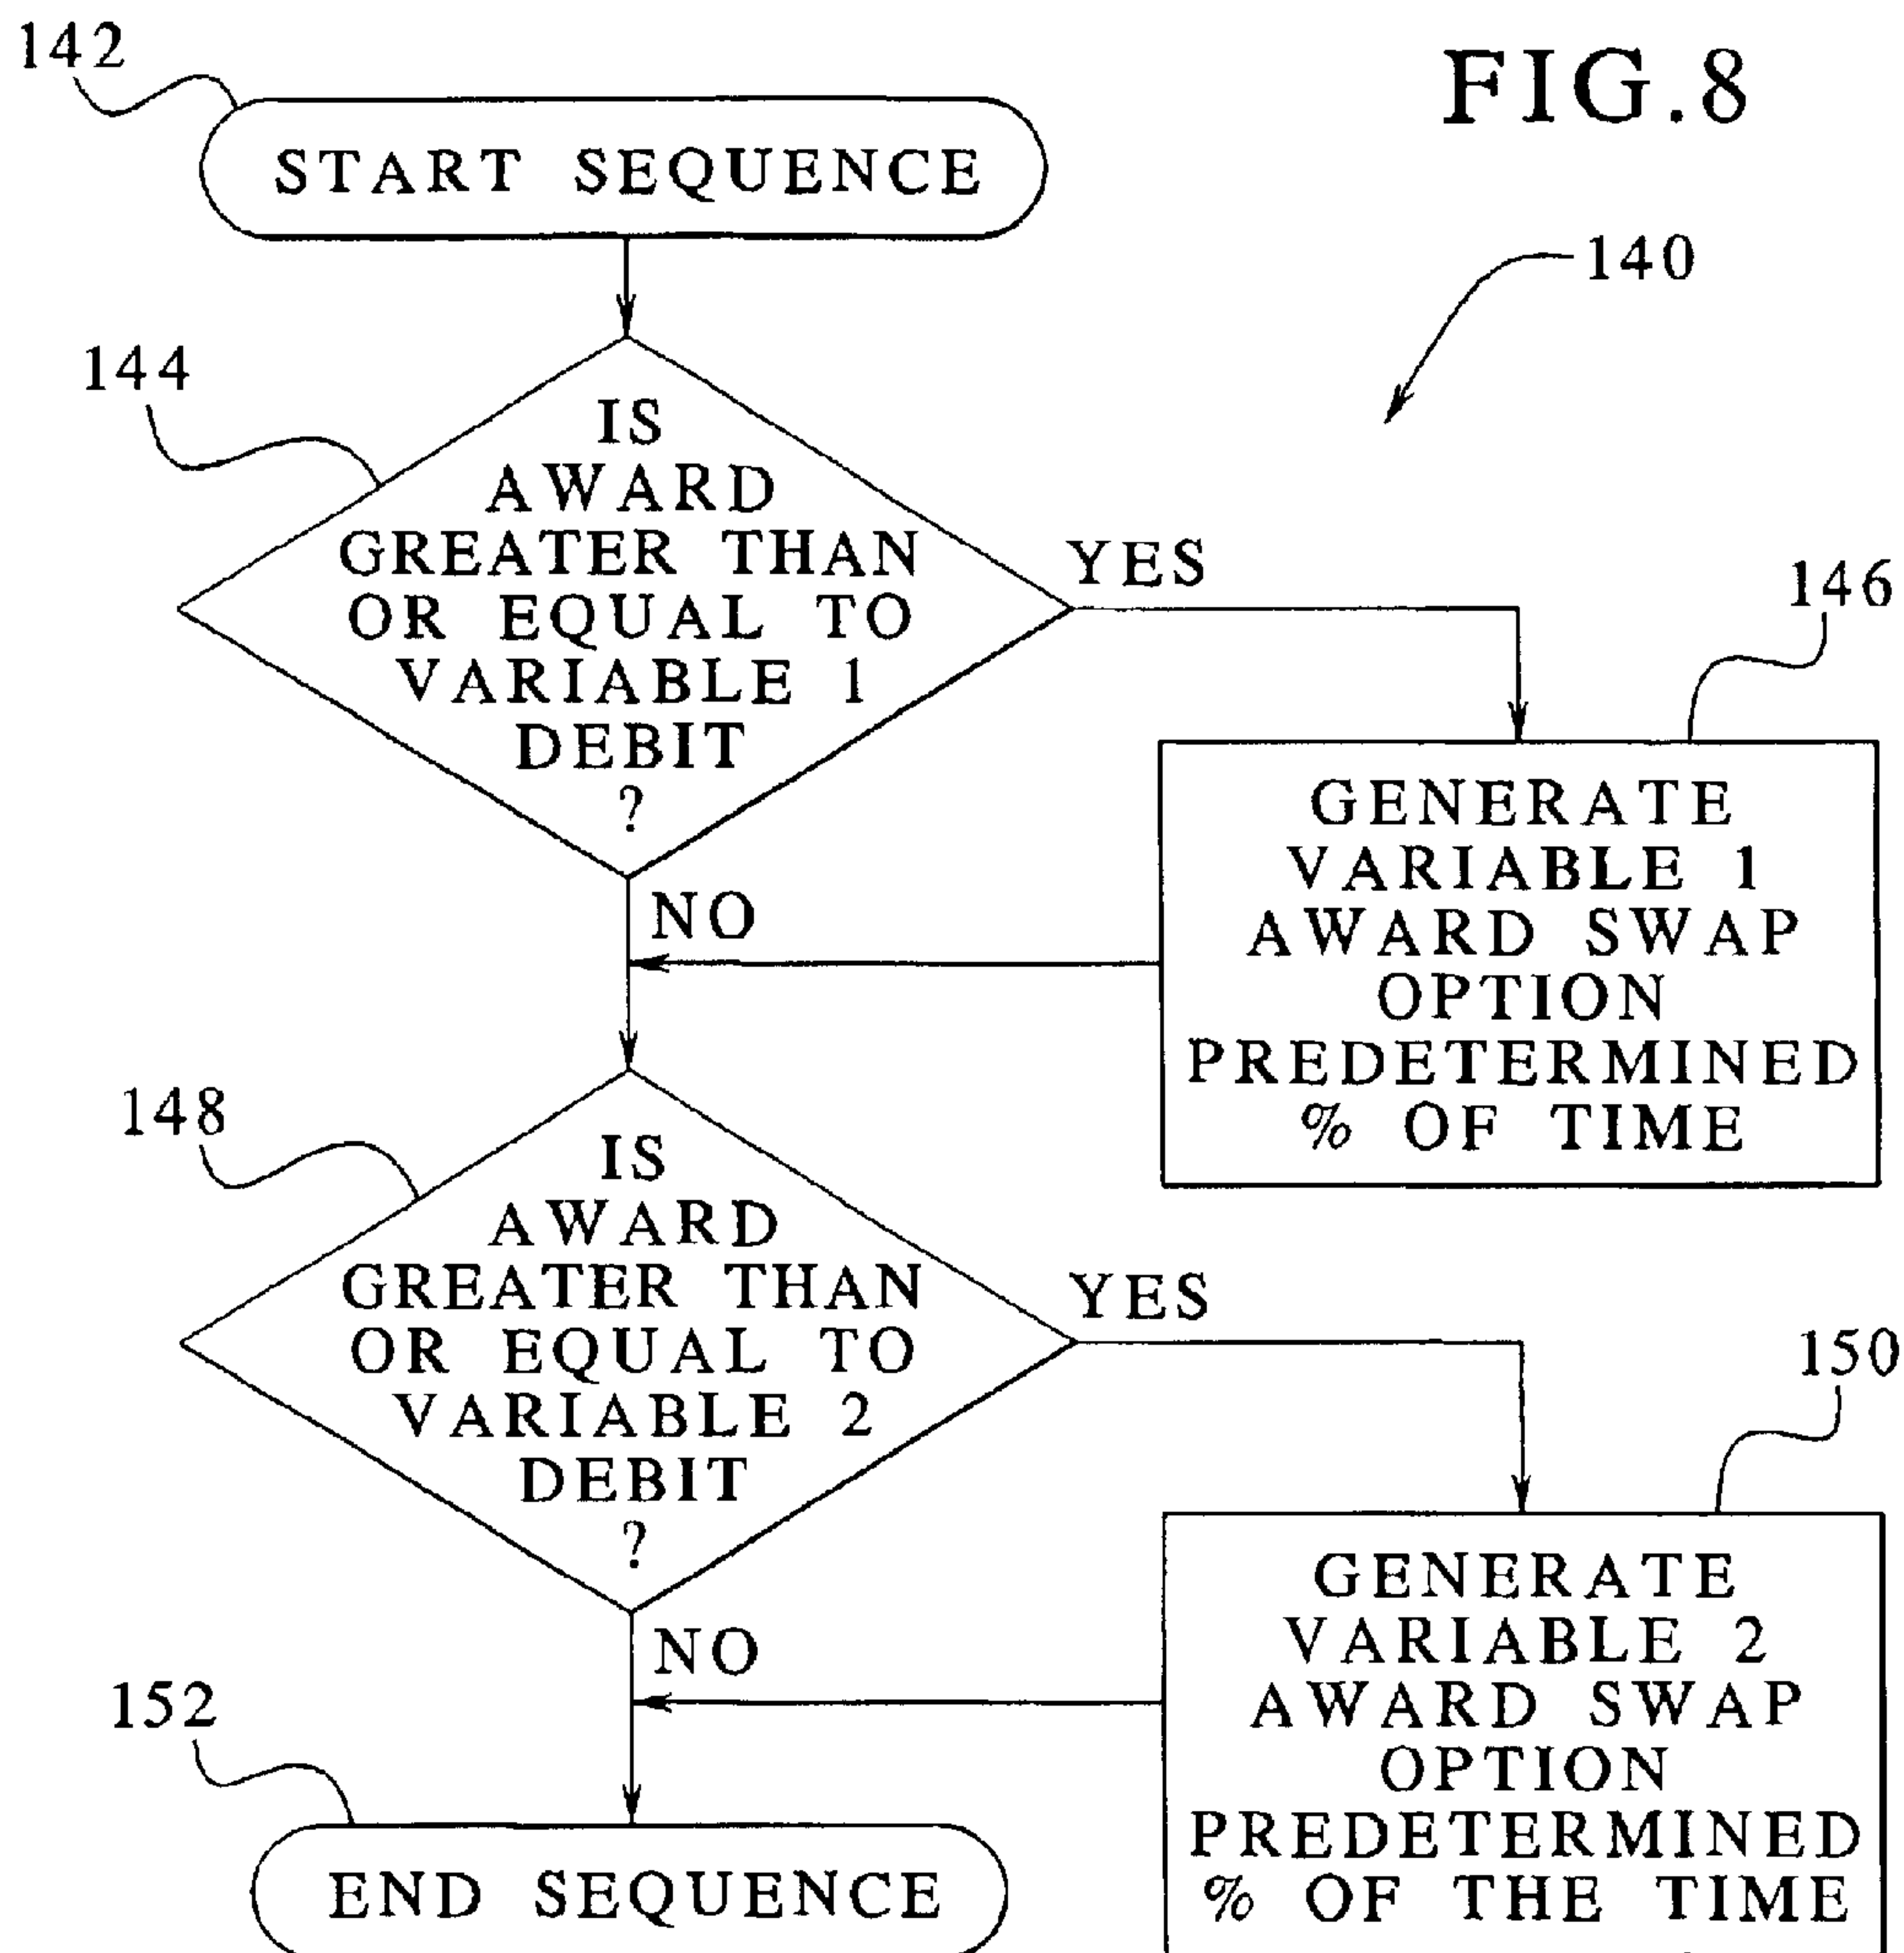 FIG.8
142
START SEQUENCE
140
144
IS
AWARD
GREATER THAN
OR EQUAL TO
VARIABLE 1
DEBIT
?
YES
146
GENERATE
VARIABLE 1
AWARD SWAP
OPTION
PREDETERMINED
% OF TIME
NO
148
IS
AWARD
GREATER THAN
OR EQUAL TO
VARIABLE 2
DEBIT
?
YES
150
GENERATE
VARIABLE 2
AWARD SWAP
OPTION
PREDETERMINED
% OF THE TIME
NO
152
END SEQUENCE